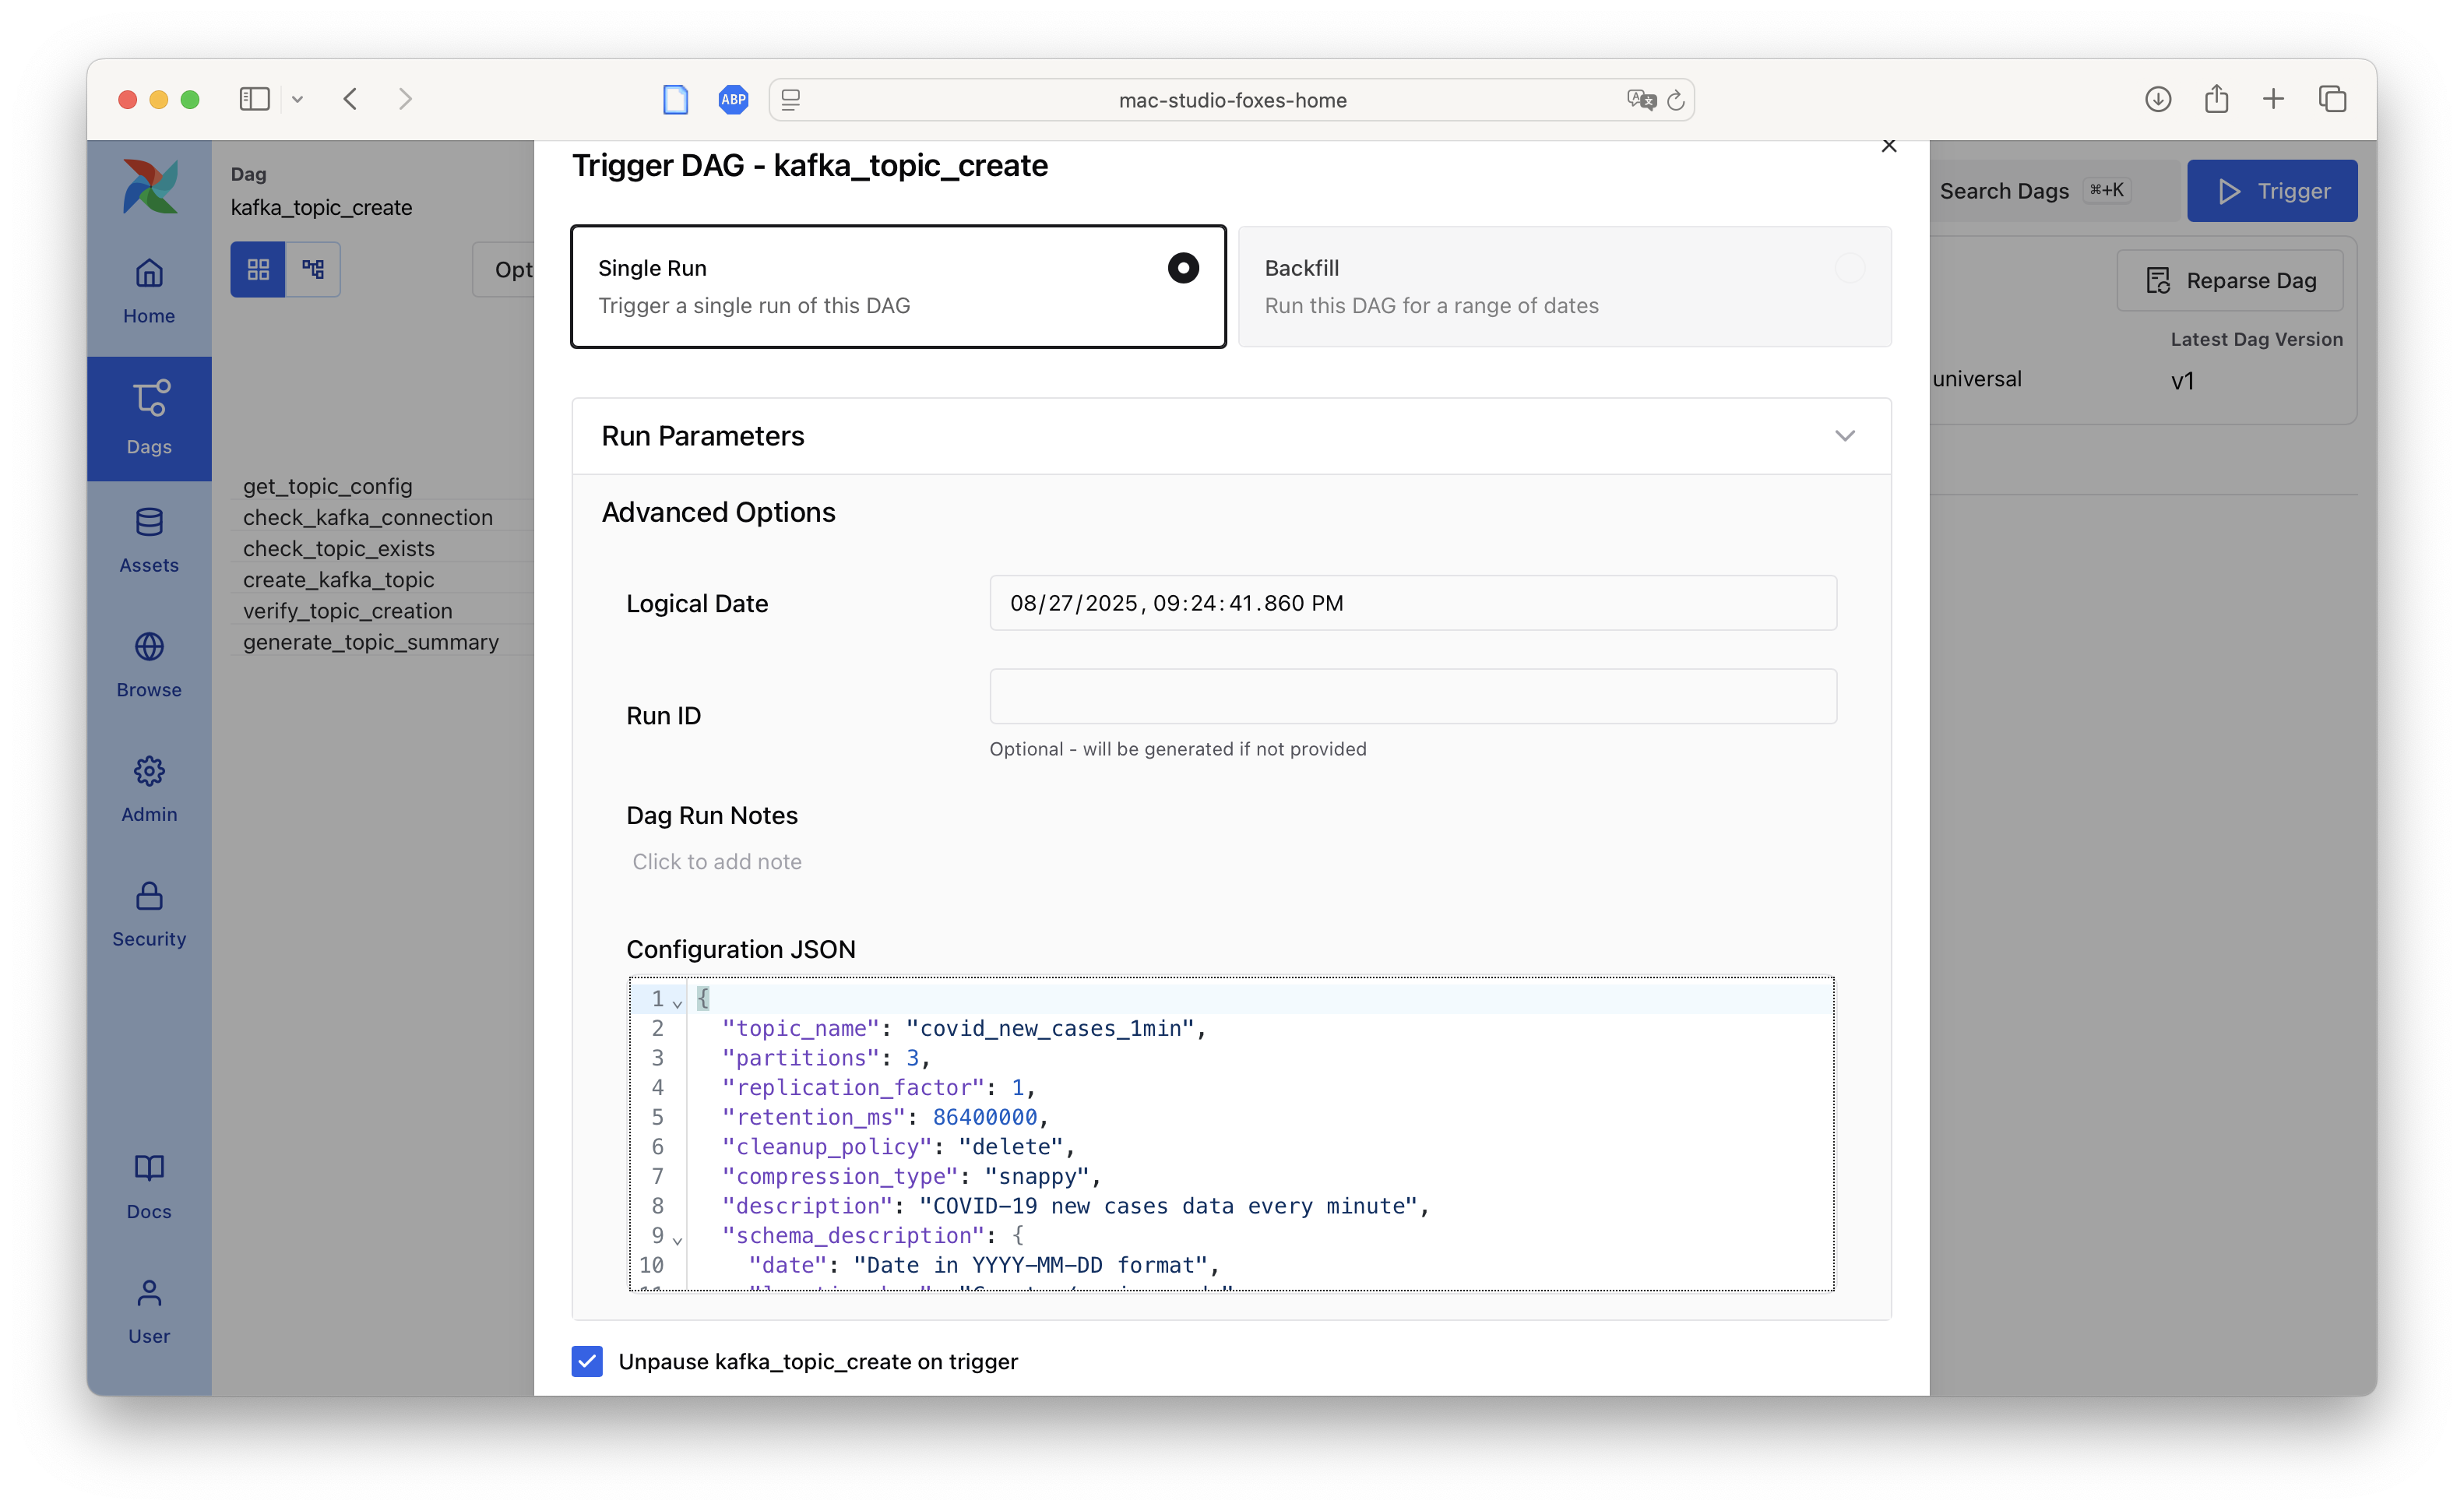 ABP
mac-studio-foxes-home
Home
Dags
Assets
Browse
Admin
Security
Docs
User
Dag
kafka_topic_create
Opt
get_topic_config
check_kafka_connection
check_topic_exists
create_kafka_topic
verify_topic_creation
generate_topic_summary
Trigger DAG - kafka_topic_create
Single Run
Trigger a single run of this DAG
Backfill
Run this DAG for a range of dates
Run Parameters
Advanced Options
Logical Date
08/27/2025, 09:24:41.860 PM
Run ID
Optional - will be generated if not provided
Dag Run Notes
Click to add note
Configuration JSON
1 {
2 "topic_name": "covid_new_cases_1min",
3 "partitions": 3,
4 "replication_factor": 1,
5 "retention_ms": 86400000,
6 "cleanup_policy": "delete",
7 "compression_type": "snappy",
8 "description": "COVID-19 new cases data every minute",
9 "schema_description": {
10 "date": "Date in YYYY-MM-DD format",
Unpause kafka_topic_create on trigger
Search Dags ⌘+K
Trigger
Reparse Dag
Latest Dag Version
universal
v1